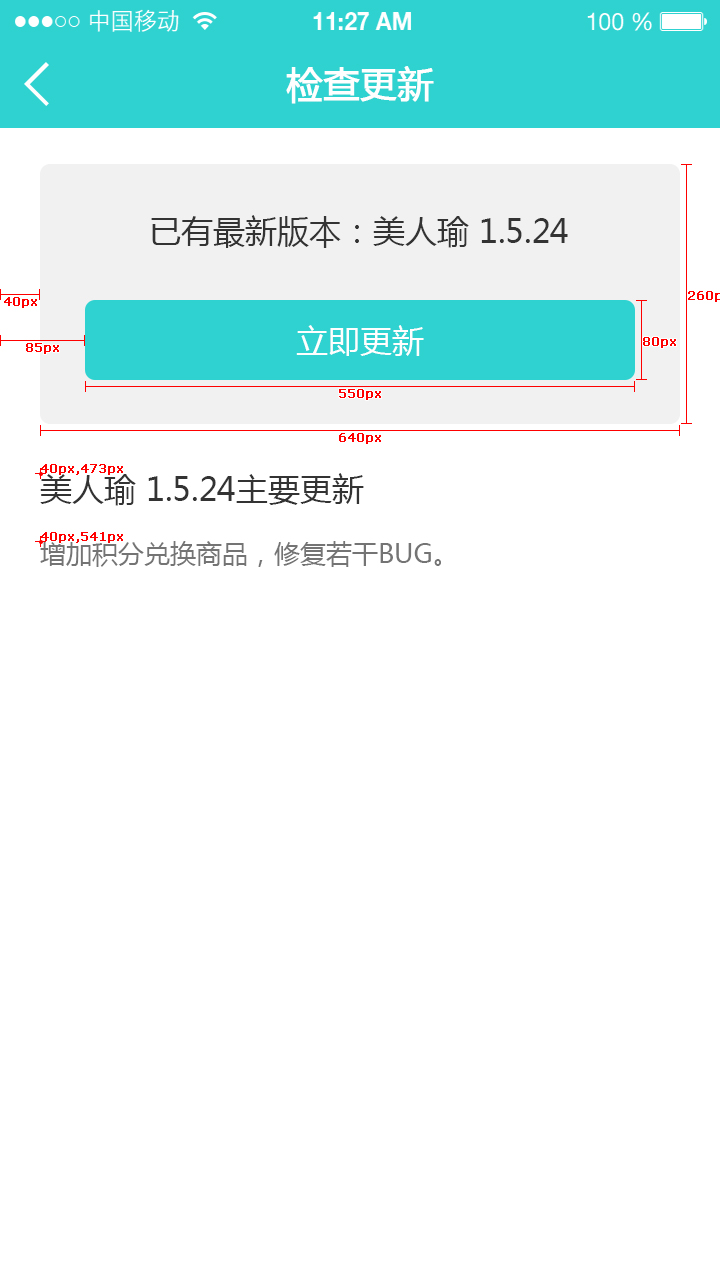 中国移动 11:27 AM 100 %
检查更新
已有最新版本：美人瑜 1.5.24
40px
260p
立即更新
80px
85px
550px
640px
40px,473px
美人瑜 1.5.24主要更新
40px,541px
增加积分兑换商品，修复若干BUG。